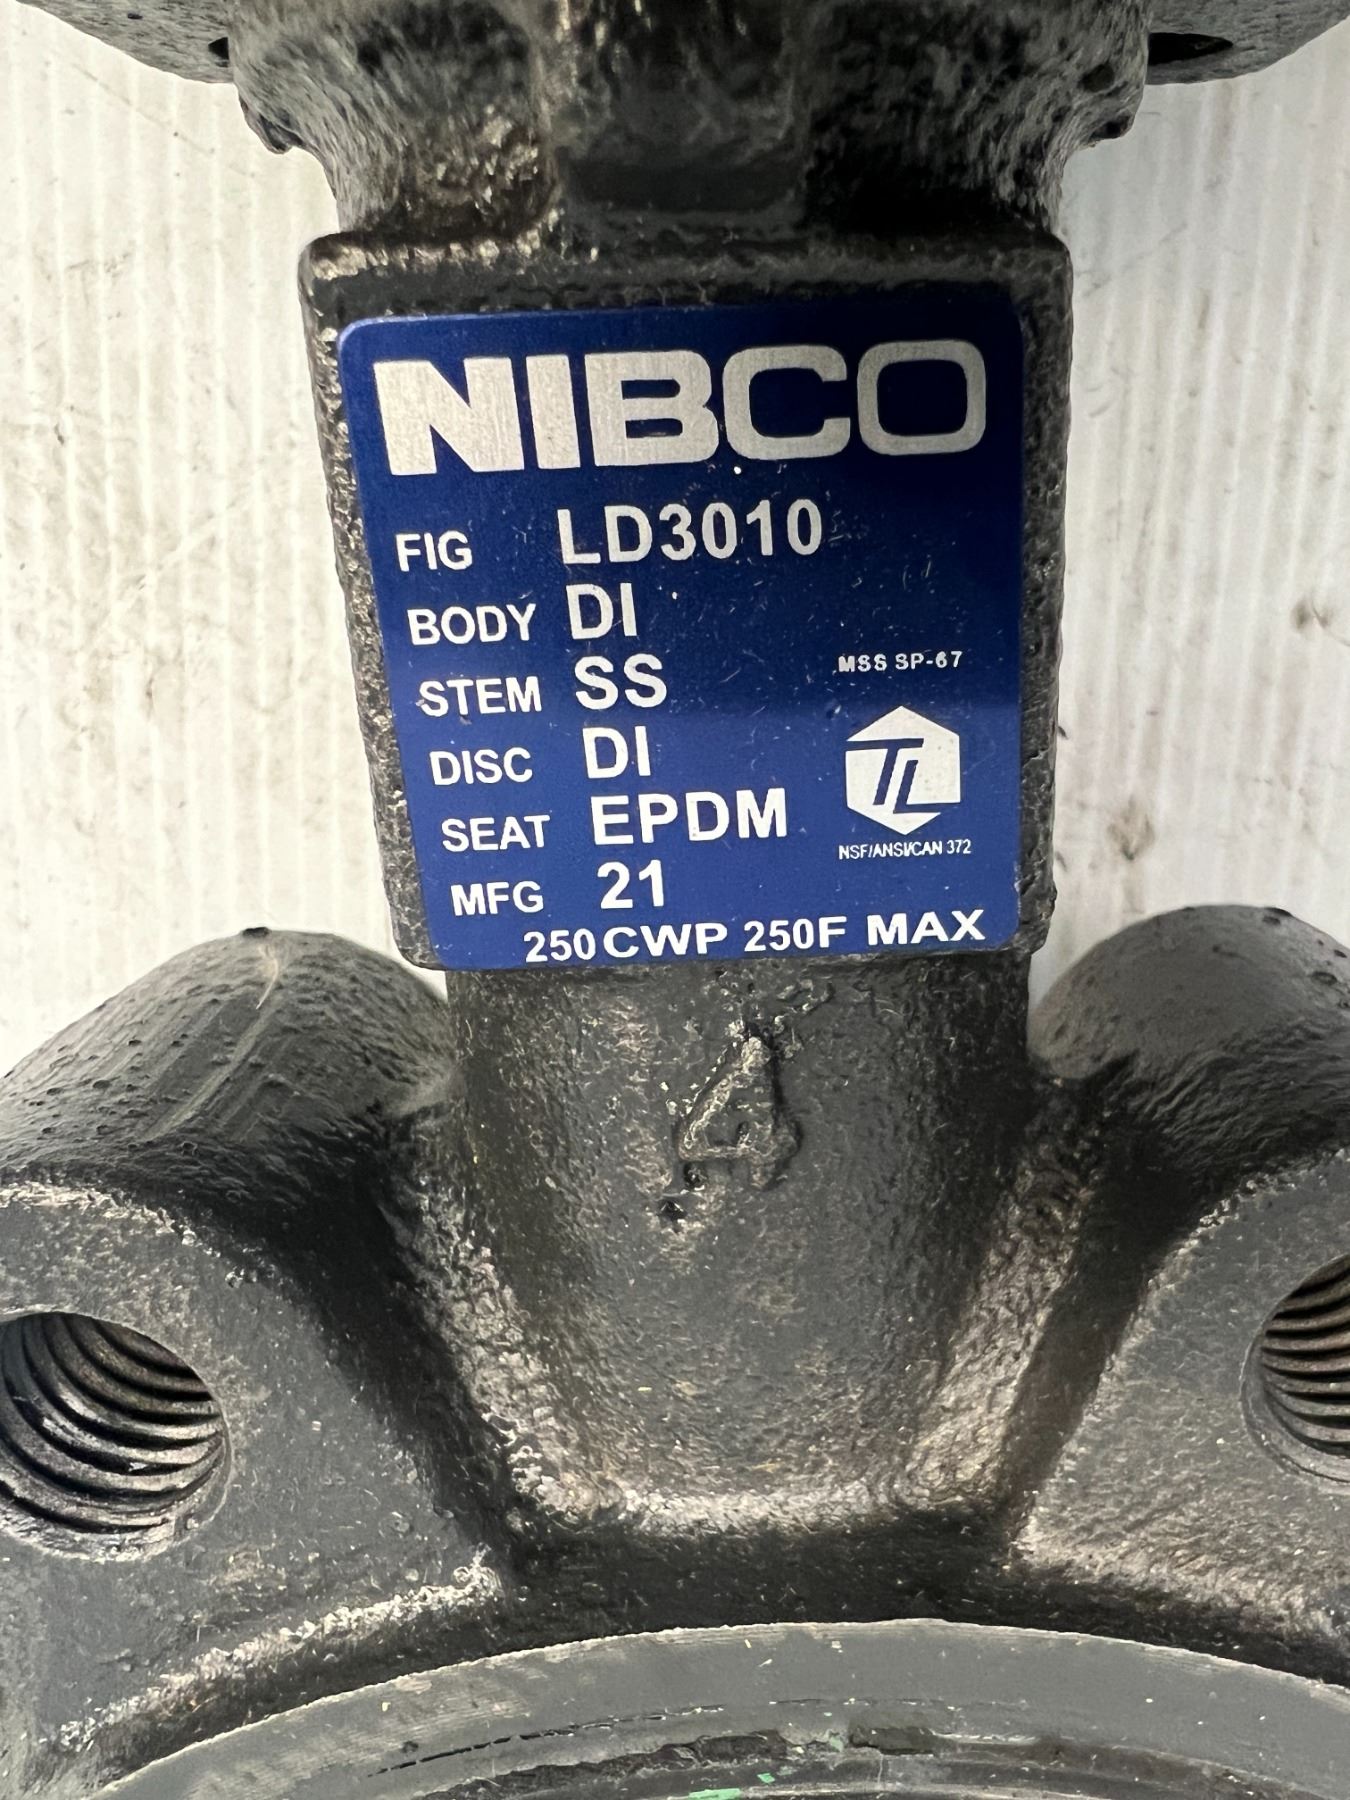 NIBCO
FIG LD3010
BODY DI
STEM SS
MSS SP-67
DISC DI
TL
SEAT EPDM
NSF/ANSI/CAN 372
MFG 21
250 CWP 250F MAX
4